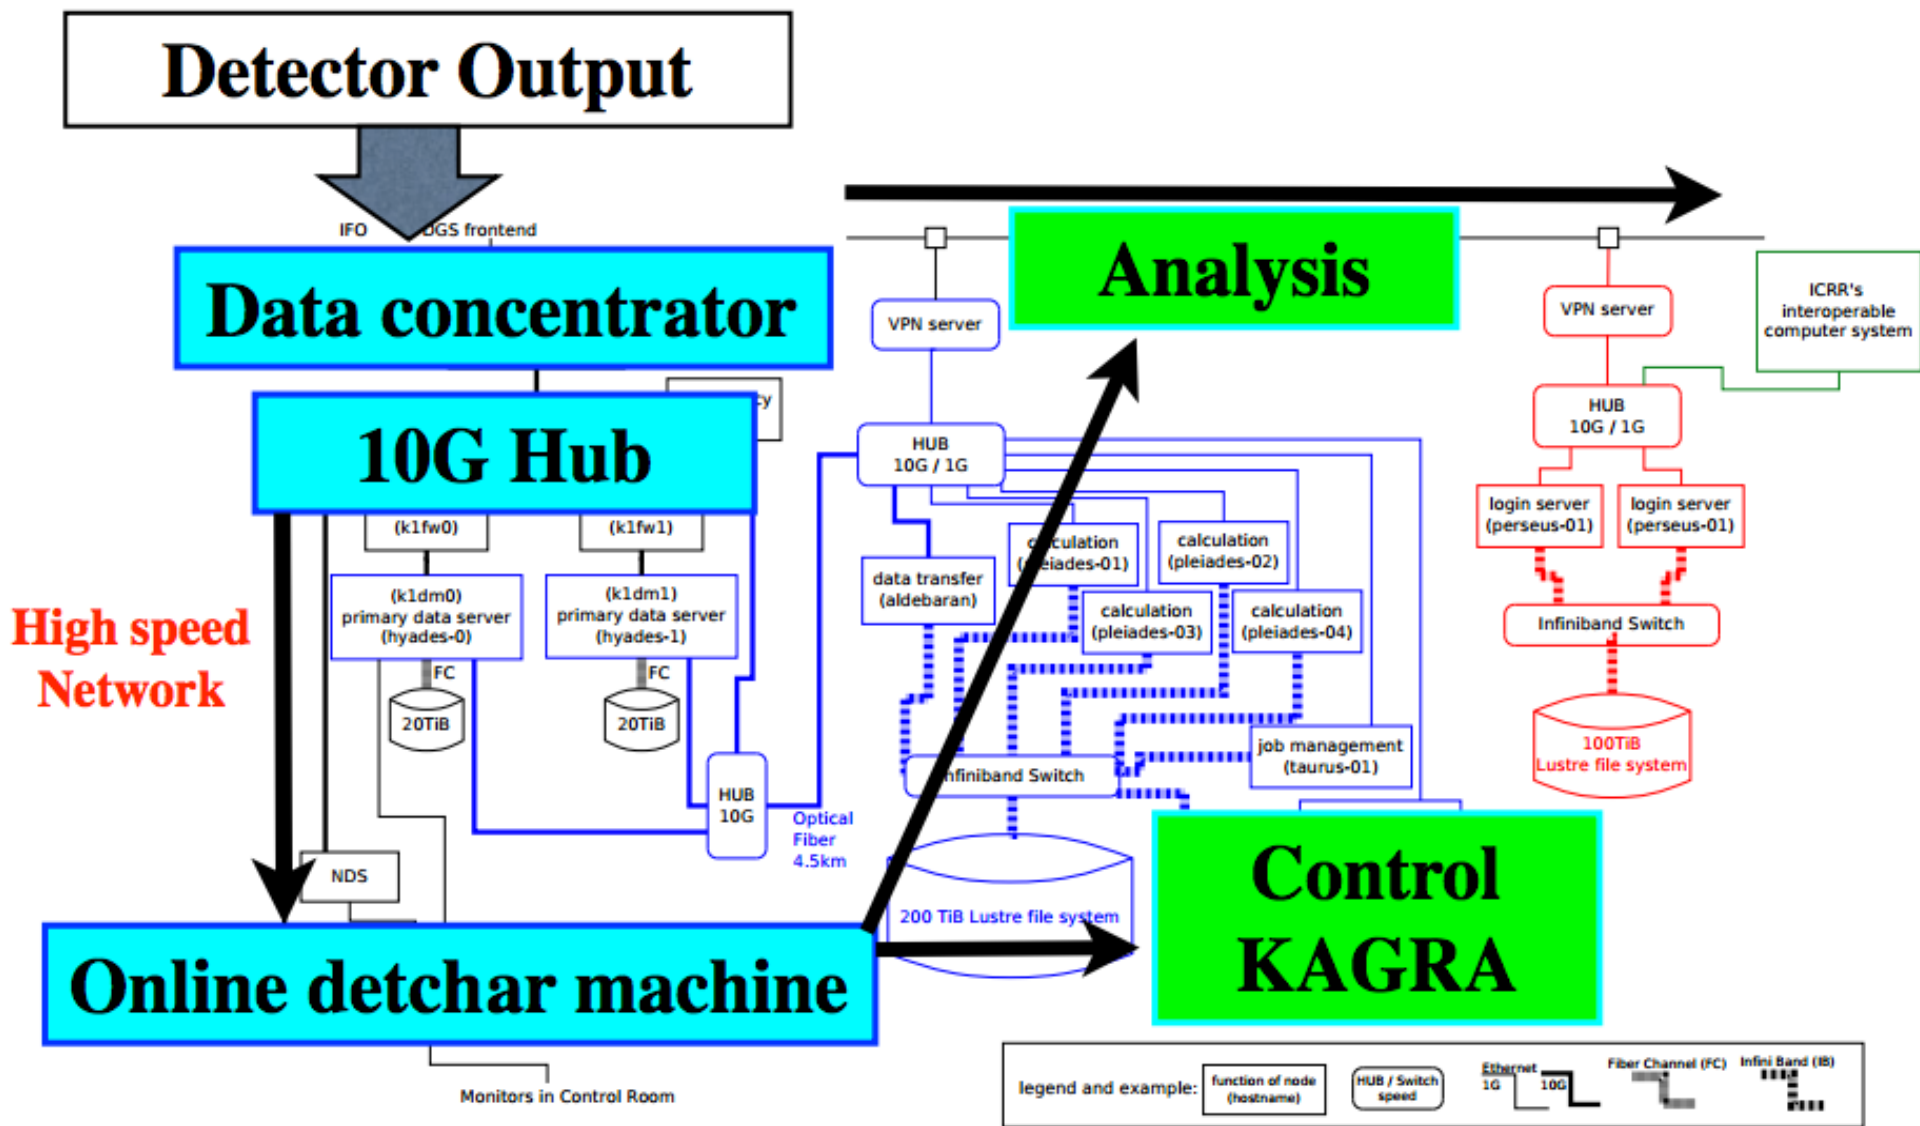 Detector Output
IFO
DGS frontend
Data concentrator
10G Hub
cy
(k1fw0)
(k1fw1)
(k1dm0)
primary data server
(hyades-0)
(k1dm1)
primary data server
(hyades-1)
FC
FC
20TiB
20TiB
High speed
Network
HUB
10G
Optical
Fiber
4.5km
NDS
Online detchar machine
Monitors in Control Room
Analysis
VPN server
HUB
10G / 1G
data transfer
(aldebaran)
calculation
(pleiades-01)
calculation
(pleiades-02)
calculation
(pleiades-03)
calculation
(pleiades-04)
job management
(taurus-01)
Infiniband Switch
200 TiB Lustre file system
Control
KAGRA
VPN server
ICRR's
interoperable
computer system
HUB
10G / 1G
login server
(perseus-01)
login server
(perseus-01)
Infiniband Switch
100TiB
Lustre file system
legend and example:
function of node
(hostname)
HUB / Switch
speed
Ethernet
1G
10G
Fiber Channel (FC)
Infini Band (IB)